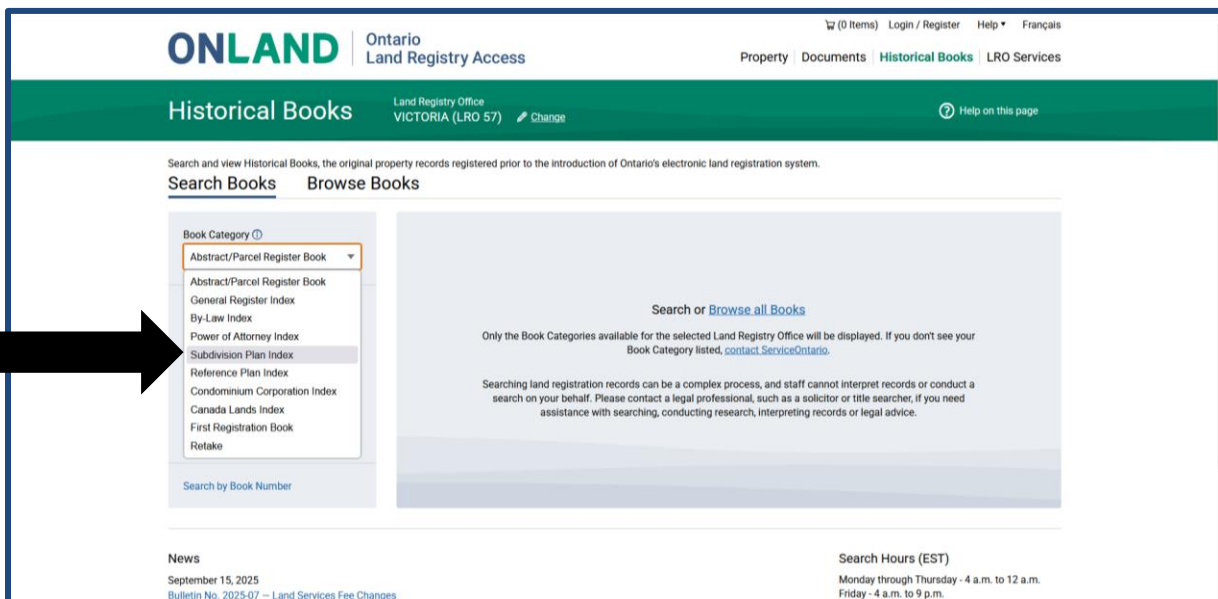 (0 Items) Login / Register Help Français
ONLAND Ontario
Land Registry Access
Property Documents Historical Books LRO Services
Historical Books
Land Registry Office
VICTORIA (LRO 57) Change
Help on this page
Search and view Historical Books, the original property records registered prior to the introduction of Ontario's electronic land registration system.
Search Books Browse Books
Book Category
Abstract/Parcel Register Book
Abstract/Parcel Register Book
General Register Index
By-Law Index
Power of Attorney Index
Subdivision Plan Index
Reference Plan Index
Condominium Corporation Index
Canada Lands Index
First Registration Book
Retake
Search by Book Number
Search or Browse all Books
Only the Book Categories available for the selected Land Registry Office will be displayed. If you don't see your
Book Category listed, contact ServiceOntario.
Searching land registration records can be a complex process, and staff cannot interpret records or conduct a
search on your behalf. Please contact a legal professional, such as a solicitor or title searcher, if you need
assistance with searching, conducting research, interpreting records or legal advice.
News
September 15, 2025
Bulletin No. 2025-07 – Land Services Fee Changes
Search Hours (EST)
Monday through Thursday - 4 a.m. to 12 a.m.
Friday - 4 a.m. to 9 p.m.